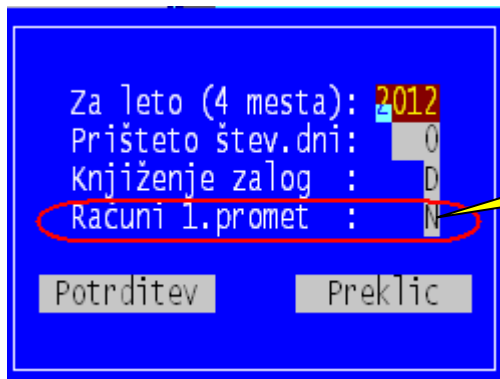 Za leto (4 mesta): 2012
Prišteto štev.dni: 0
Knjiženje zalog : D
Računi 1.promet : N
Potrditev Preklic